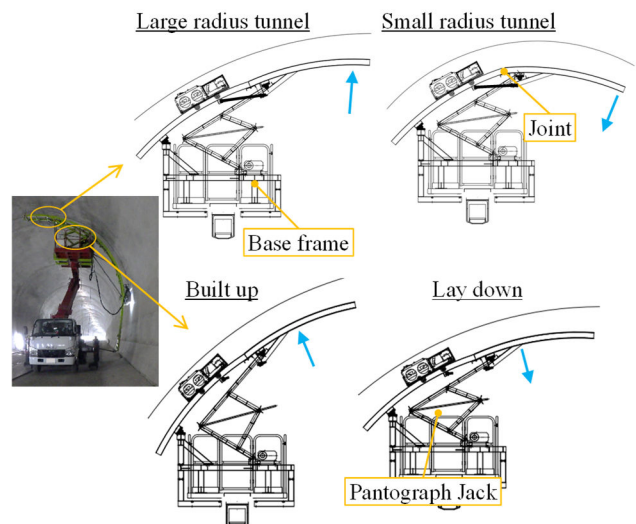 Large radius tunnel
Small radius tunnel
Joint
Base frame
Built up
Lay down
Pantograph Jack